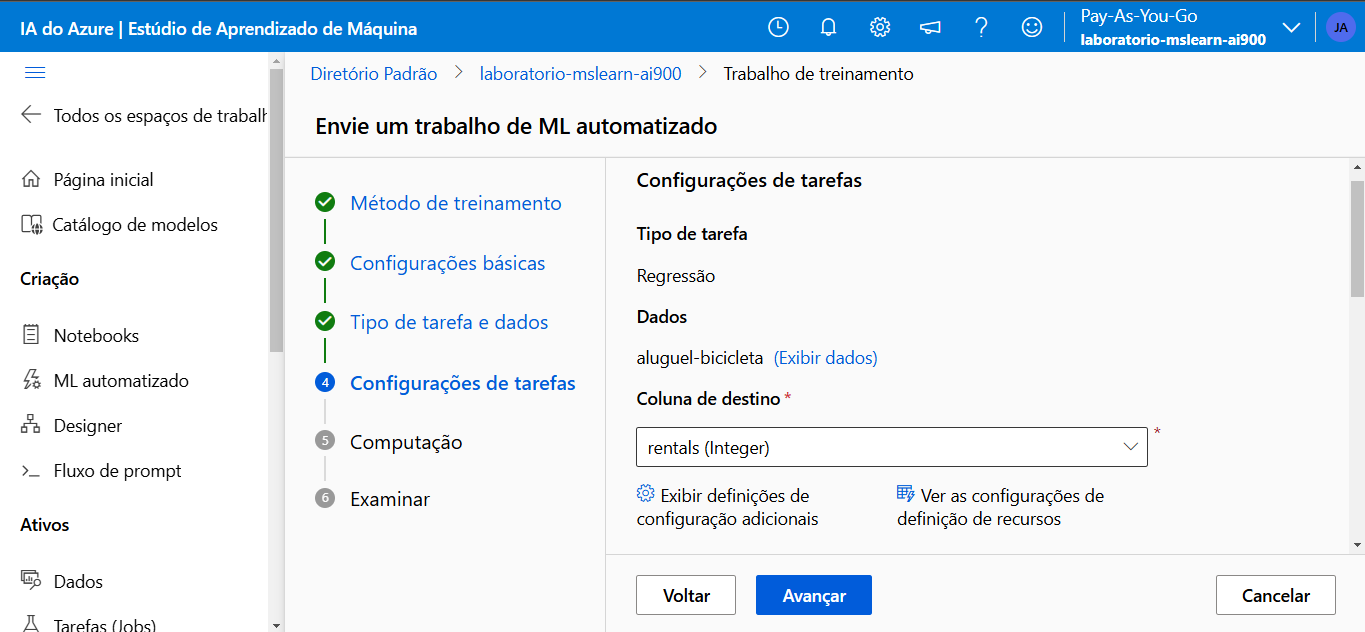 IA do Azure | Estúdio de Aprendizado de Máquina
Pay-As-You-Go
laboratorio-mslearn-ai900
JA
Todos os espaços de trabalh
Página inicial
Catálogo de modelos
Criação
Notebooks
ML automatizado
Designer
Fluxo de prompt
Ativos
Dados
Tarefas (Jobs)
Diretório Padrão > laboratorio-mslearn-ai900 > Trabalho de treinamento
Envie um trabalho de ML automatizado
Método de treinamento
Configurações básicas
Tipo de tarefa e dados
4 Configurações de tarefas
5 Computação
6 Examinar
Configurações de tarefas
Tipo de tarefa
Regressão
Dados
aluguel-bicicleta (Exibir dados)
Coluna de destino *
rentals (Integer) *
Exibir definições de
configuração adicionais
Ver as configurações de
definição de recursos
Voltar
Avançar
Cancelar